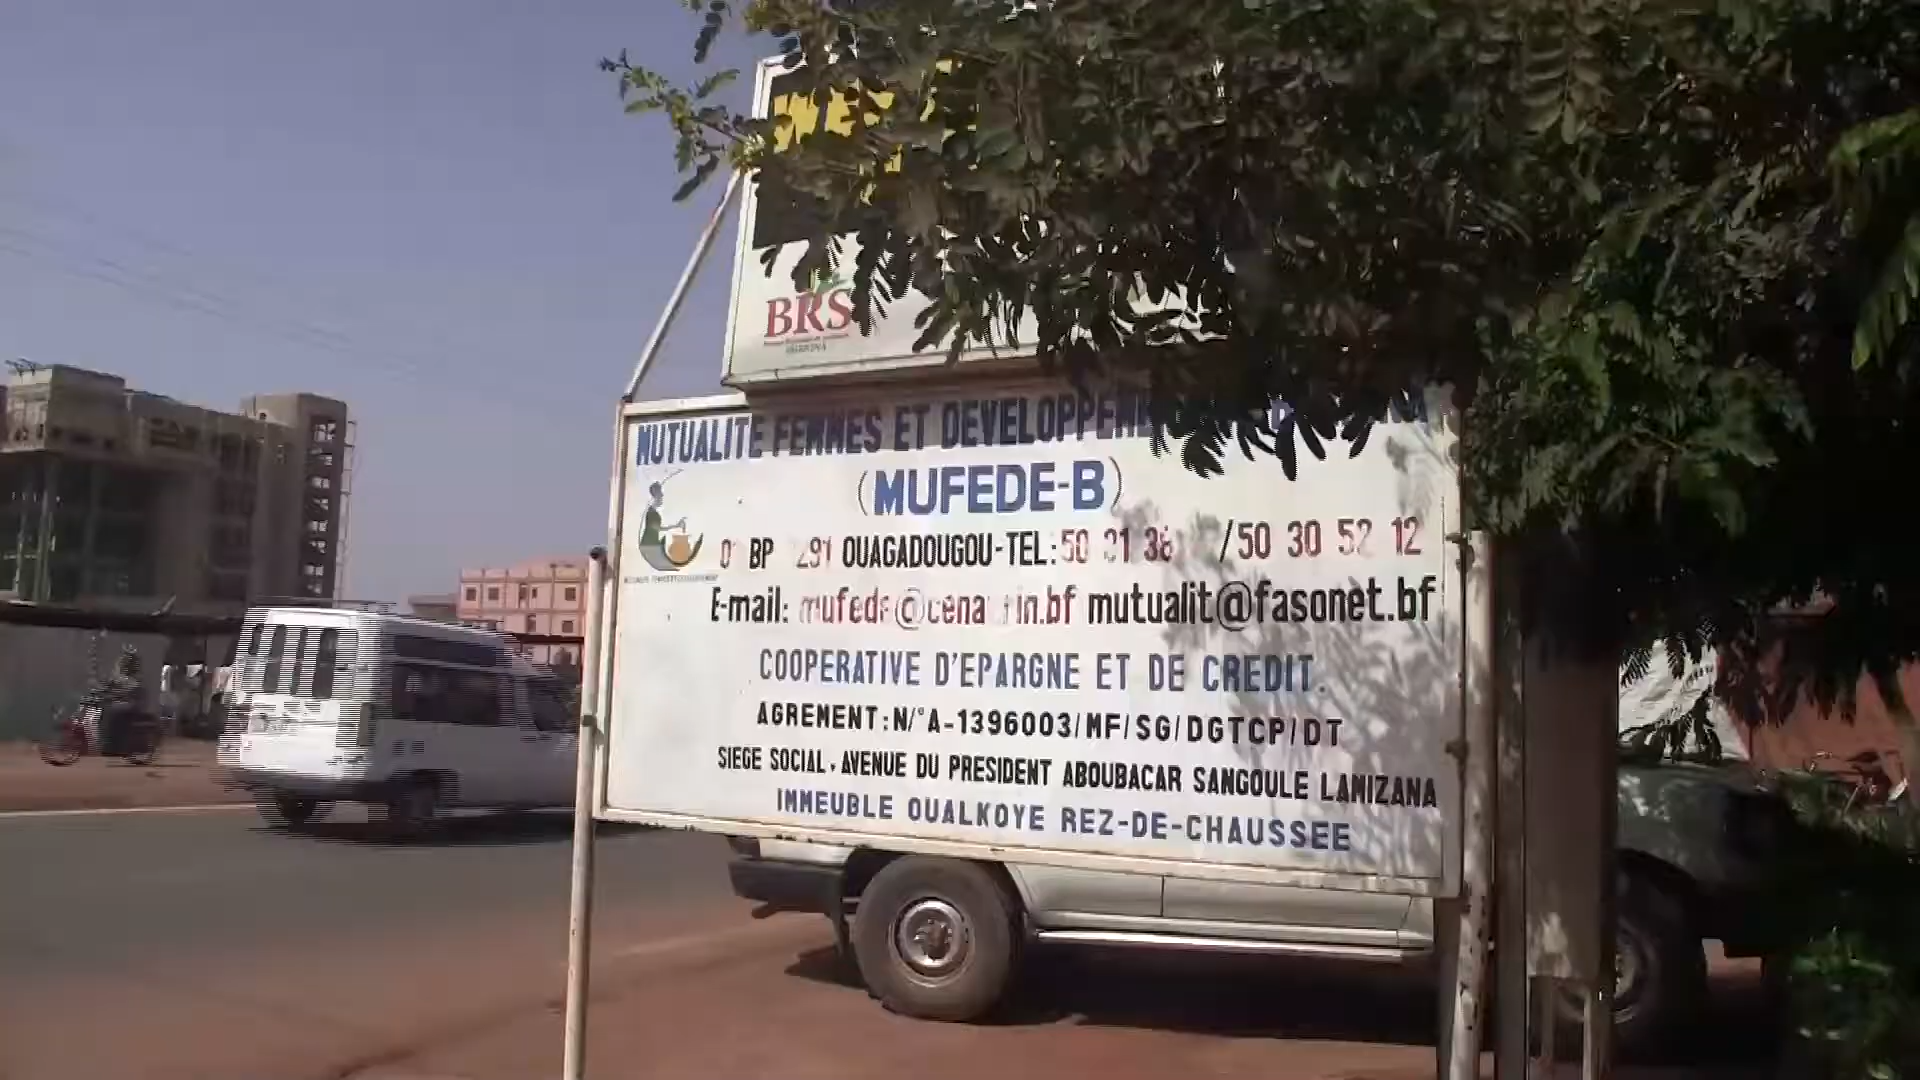 BRS
MUTUALITE FEMMES ET DEVELOPPEM
(MUFEDE-B)
BP OUAGADOUGOU-TEL: 50 /50 30 52 12
E-mail: mutualit@fasonet.bf
COOPERATIVE D'EPARGNE ET DE CREDIT.
AGREMENT:N/°A-1396003/MF/SG/DGTCP/DT
SIEGE SOCIAL. AVENUE DU PRESIDENT ABOUBACAR SANGOULE LAMIZANA
IMMEUBLE OUALKOYE REZ-DE-CHAUSSEE